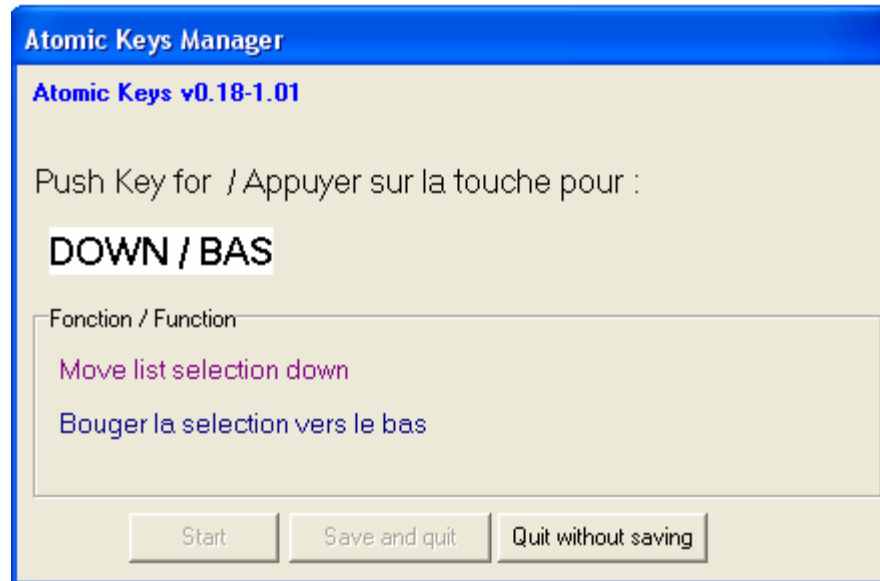 Atomic Keys Manager
Atomic Keys v0.18-1.01
Push Key for / Appuyer sur la touche pour :
DOWN / BAS
Fonction / Function
Move list selection down
Bouger la selection vers le bas
Start Save and quit Quit without saving